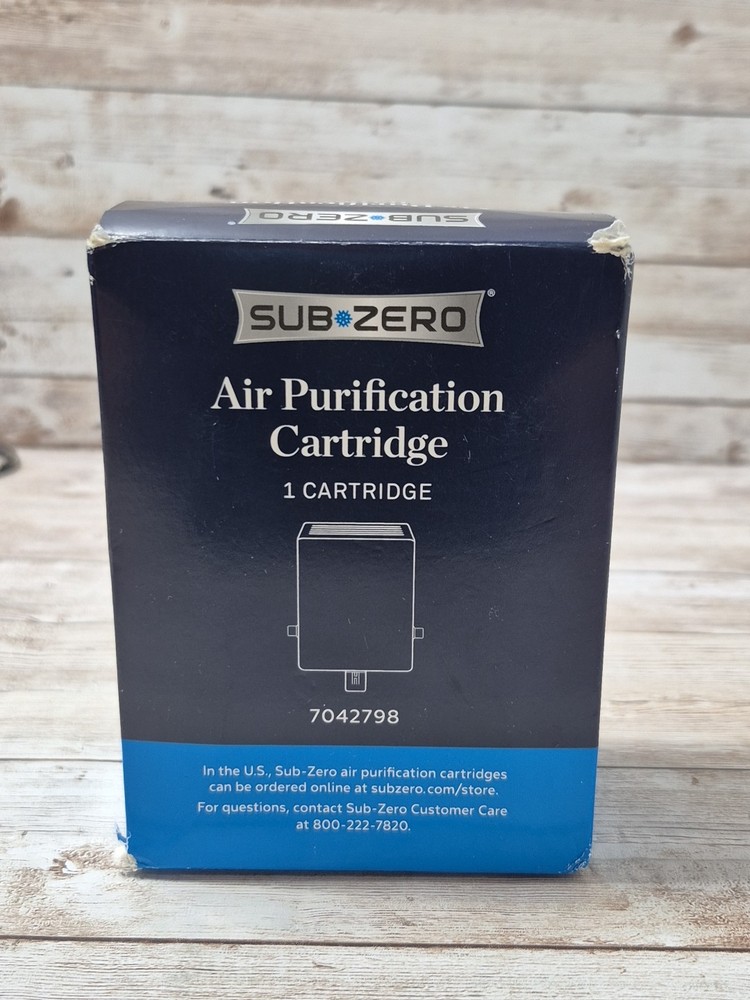 SUB ZERO
SUB ZERO®
Air Purification
Cartridge
1 CARTRIDGE
7042798
In the U.S., Sub-Zero air purification cartridges
can be ordered online at subzero.com/store.
For questions, contact Sub-Zero Customer Care
at 800-222-7820.